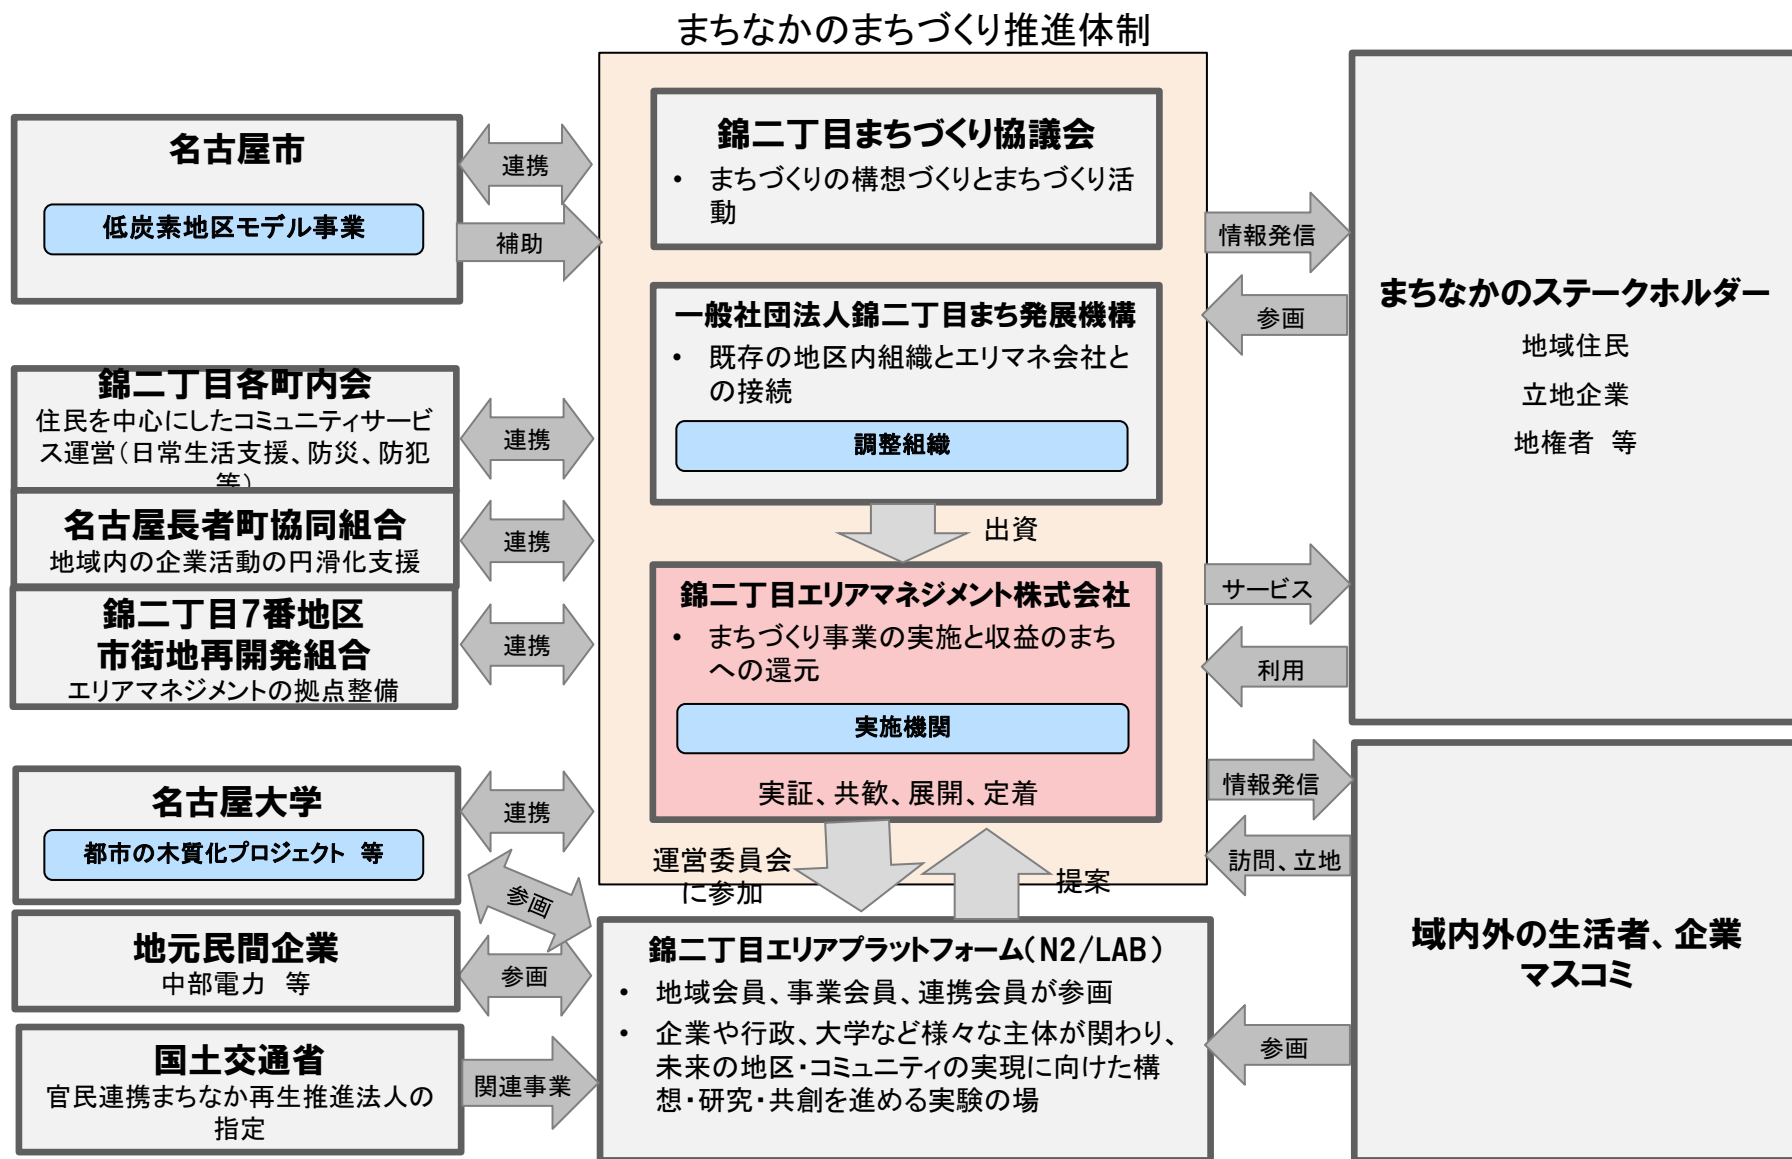 まちなかのまちづくり推進体制
名古屋市
低炭素地区モデル事業
連携
補助
錦二丁目各町内会
住民を中心にしたコミュニティサービ
ス運営(日常生活支援、防災、防犯
等)
連携
名古屋長者町協同組合
地域内の企業活動の円滑化支援
連携
錦二丁目7番地区
市街地再開発組合
エリアマネジメントの拠点整備
連携
名古屋大学
都市の木質化プロジェクト 等
連携
参画
地元民間企業
中部電力 等
参画
国土交通省
官民連携まちなか再生推進法人の
指定
関連事業
錦二丁目まちづくり協議会
• まちづくりの構想づくりとまちづくり活
動
一般社団法人錦二丁目まち発展機構
• 既存の地区内組織とエリマネ会社と
の接続
調整組織
出資
錦二丁目エリアマネジメント株式会社
• まちづくり事業の実施と収益のまち
への還元
実施機関
実証、共歓、展開、定着
運営委員会
に参加
提案
錦二丁目エリアプラットフォーム(N2/LAB)
• 地域会員、事業会員、連携会員が参画
• 企業や行政、大学など様々な主体が関わり、
未来の地区・コミュニティの実現に向けた構
想・研究・共創を進める実験の場
情報発信
参画
サービス
利用
まちなかのステークホルダー
地域住民
立地企業
地権者 等
情報発信
訪問、立地
参画
域内外の生活者、企業
マスコミ